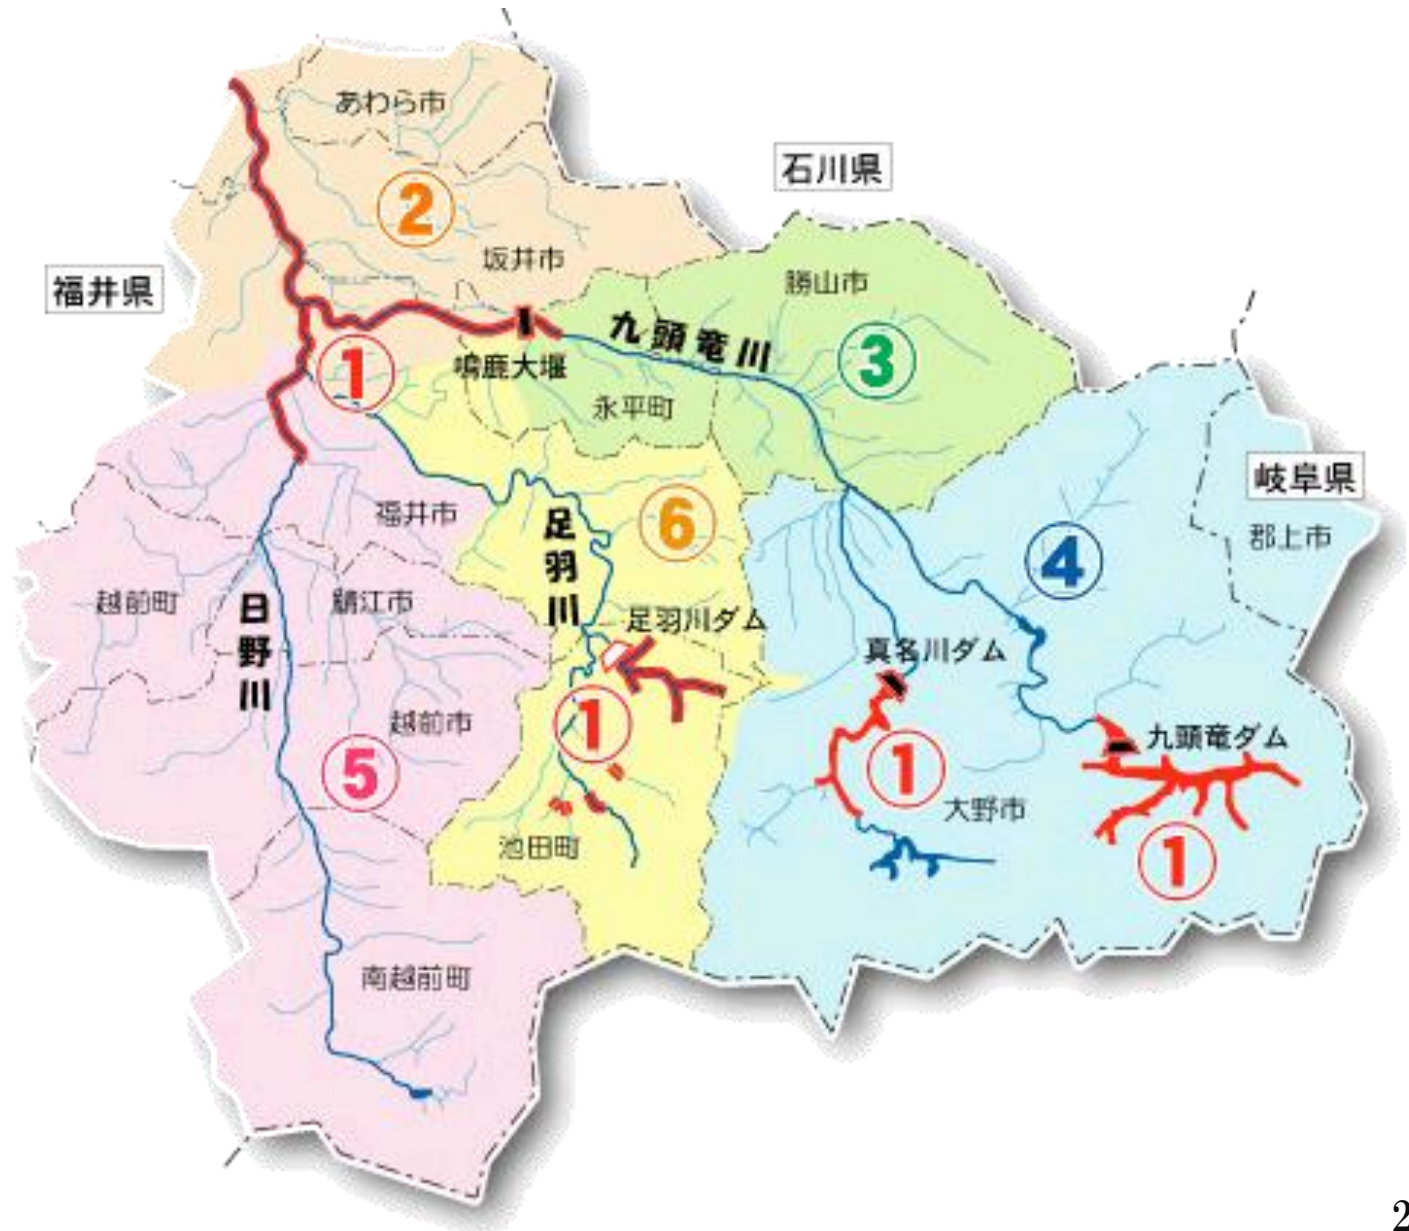 あわら市
石川県
②
坂井市
福井県
勝山市
九頭竜川
①
鳴鹿大堰
③
永平町
岐阜県
福井市
足羽川
⑥
④
郡上市
越前町
日野川
鯖江市
足羽川ダム
真名川ダム
①
越前市
九頭竜ダム
⑤
①
大野市
池田町
①
南越前町
2